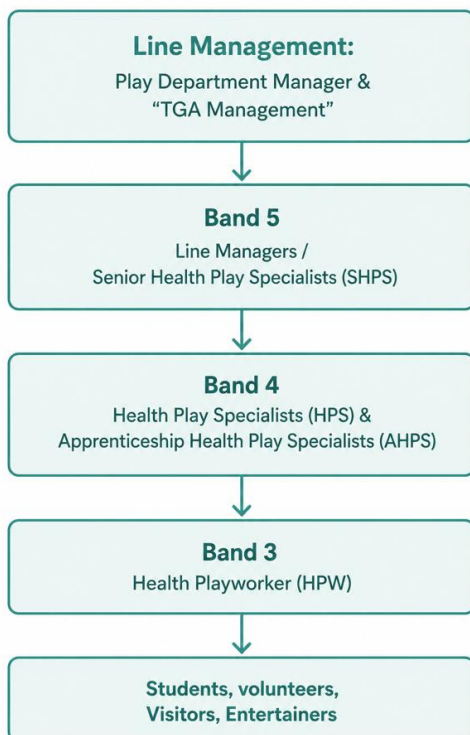 Line Management:
Play Department Manager &
“TGA Management”
Band 5
Line Managers /
Senior Health Play Specialists (SHPS)
Band 4
Health Play Specialists (HPS) &
Apprenticeship Health Play Specialists (AHPS)
Band 3
Health Playworker (HPW)
Students, volunteers,
Visitors, Entertainers